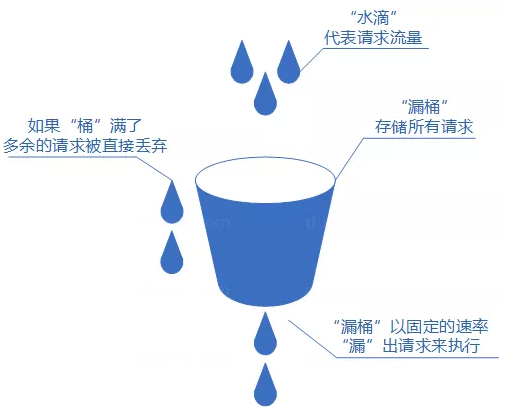 “水滴”
代表请求流量
“漏桶”
存储所有请求
如果“桶”满了
多余的请求被直接丢弃
“漏桶”以固定的速率
“漏”出请求来执行